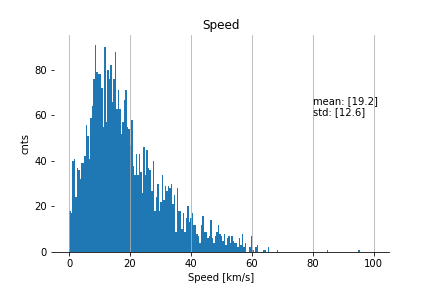 Speed
mean: [19.2]
std: [12.6]
80
60
40
20
0
cnts
0 20 40 60 80 100
Speed [km/s]